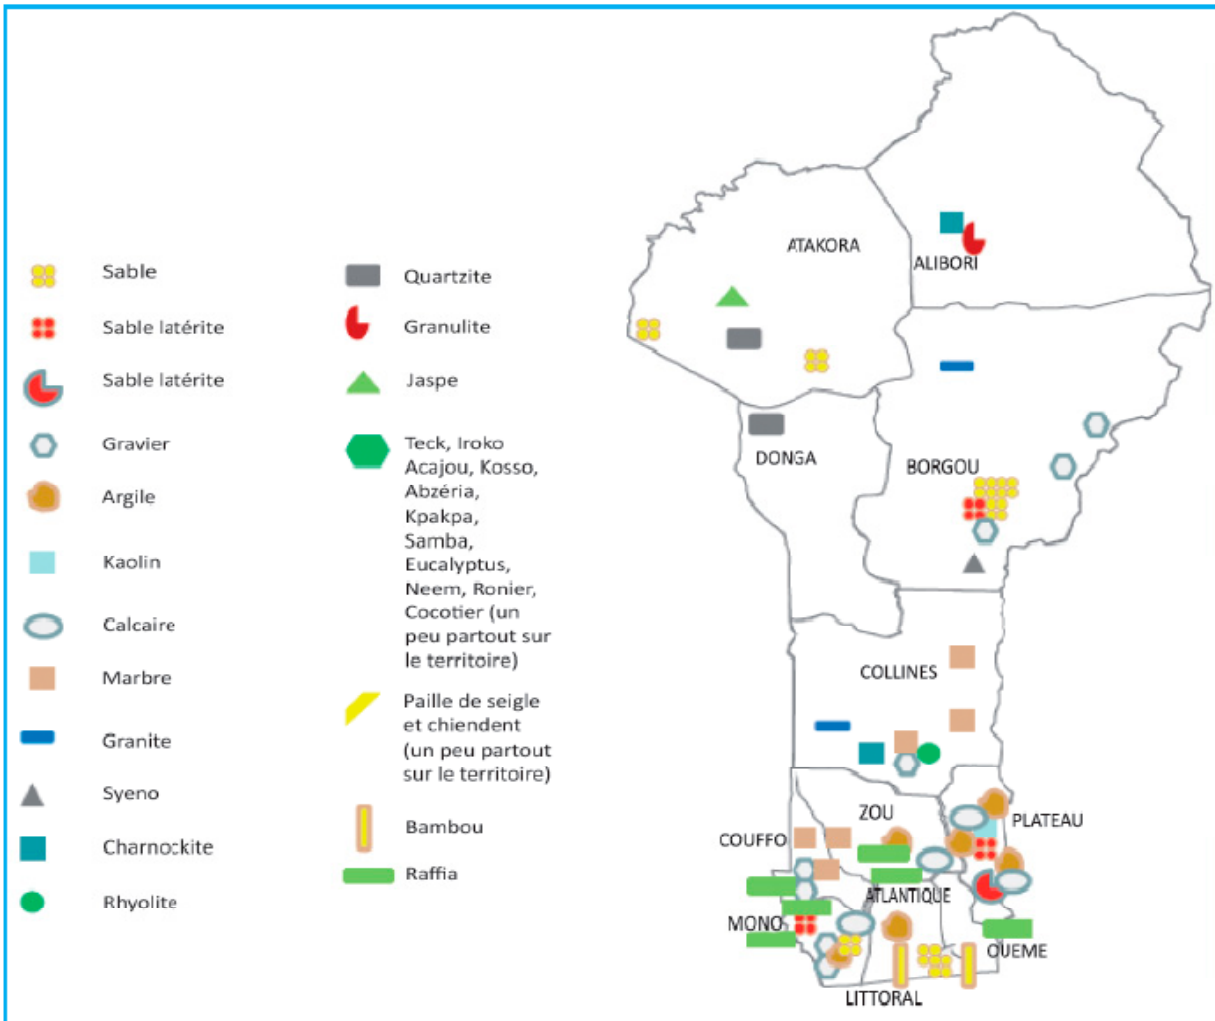 Sable
Sable latérite
Sable latérite
Gravier
Argile
Kaolin
Calcaire
Marbre
Granite
Syeno
Charnockite
Rhyolite
Quartzite
Granulite
Jaspe
Teck, Iroko
Acajou, Kosso,
Abzéria,
Kpakpa,
Samba,
Eucalyptus,
Neem, Ronier,
Cocotier (un
peu partout sur
le territoire)
Paille de seigle
et chiendent
(un peu partout
sur le territoire)
Bambou
Raffia
ATAKORA
ALIBORI
DONGA
BORGOU
COLLINES
ZOU
PLATEAU
COUFFO
ATLANTIQUE
MONO
OUEME
LITTORAL